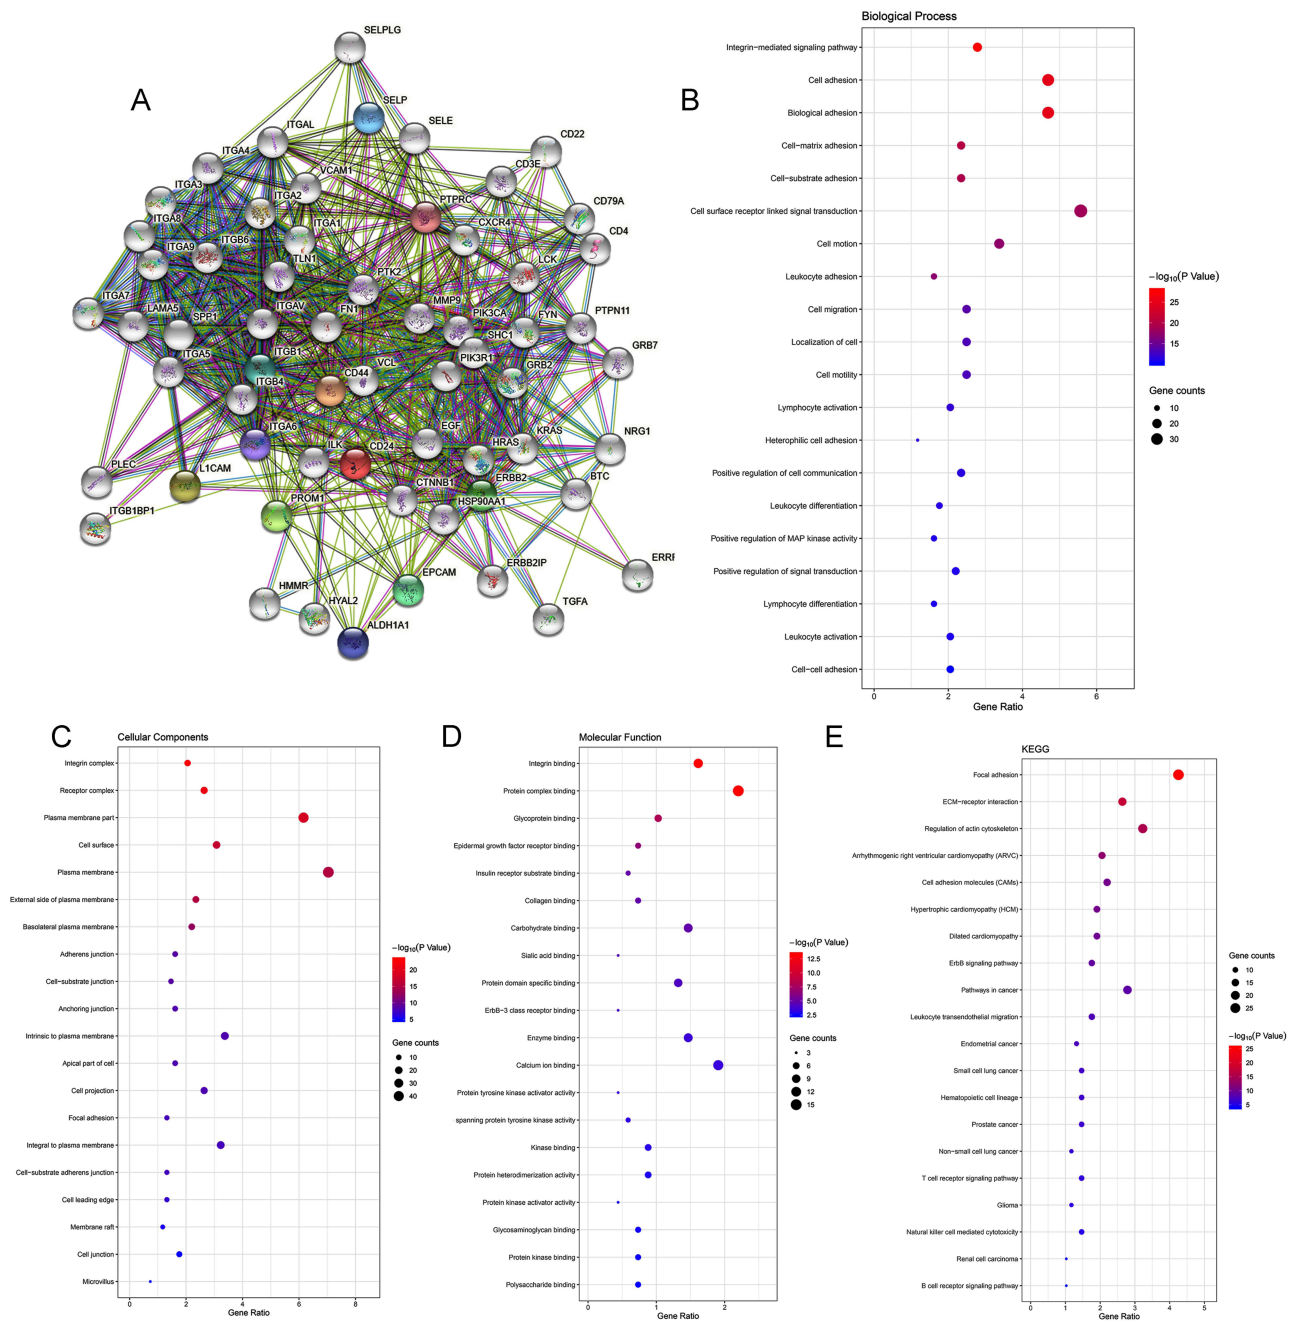 A
SELPLG
SELP
SELE
ITGAL
CD22
ITGA4
CD3E
VCAM1
ITGA3
ITGA2
PTPRC
CD79A
ITGA8
ITGA1
CXCR4
CD4
ITGA9
ITGB6
TLN1
LCK
PTK2
ITGA7
MMP9
LAMA5
SPP1
ITGAV
FN1
PIK3CA
FYN
PTPN11
SHC1
ITGA5
ITGB1
VCL
PIK3R1
GRB7
GRB2
ITGB4
CD44
ITGA6
EGF
KRAS
NRG1
ILK
CD24
HRAS
PLEC
L1CAM
CTNNB1
ERBB2
BTC
PROM1
HSP90AA1
ITGB1BP1
EPCAM
ERBB2IP
ERRF
HMMR
HYAL2
TGFA
ALDH1A1
B
Biological Process
Integrin-mediated signaling pathway
Cell adhesion
Biological adhesion
Cell-matrix adhesion
Cell-substrate adhesion
Cell surface receptor linked signal transduction
Cell motion
Leukocyte adhesion
Cell migration
Localization of cell
Cell motility
Lymphocyte activation
Heterophilic cell adhesion
Positive regulation of cell communication
Leukocyte differentiation
Positive regulation of MAP kinase activity
Positive regulation of signal transduction
Lymphocyte differentiation
Leukocyte activation
Cell-cell adhesion
0 2 4 6
Gene Ratio
−log10(P Value)
25
20
15
10
Gene counts
10
20
30
C
Cellular Components
Integrin complex
Receptor complex
Plasma membrane part
Cell surface
Plasma membrane
External side of plasma membrane
Basolateral plasma membrane
Adherens junction
Cell-substrate junction
Anchoring junction
Intrinsic to plasma membrane
Apical part of cell
Cell projection
Focal adhesion
Integral to plasma membrane
Cell-substrate adherens junction
Cell leading edge
Membrane raft
Cell junction
Microvillus
0 2 4 6 8
Gene Ratio
−log10(P Value)
20
15
10
5
Gene counts
10
20
30
40
D
Molecular Function
Integrin binding
Protein complex binding
Glycoprotein binding
Epidermal growth factor receptor binding
Insulin receptor substrate binding
Collagen binding
Carbohydrate binding
Sialic acid binding
Protein domain specific binding
ErbB-3 class receptor binding
Enzyme binding
Calcium ion binding
Protein tyrosine kinase activator activity
spanning protein tyrosine kinase activity
Kinase binding
Protein heterodimerization activity
Protein kinase activator activity
Glycosaminoglycan binding
Protein kinase binding
Polysaccharide binding
0 1 2
Gene Ratio
−log10(P Value)
12.5
10.0
7.5
5.0
2.5
Gene counts
3
6
9
12
15
E
KEGG
Focal adhesion
ECM-receptor interaction
Regulation of actin cytoskeleton
Arrhythmogenic right ventricular cardiomyopathy (ARVC)
Cell adhesion molecules (CAMs)
Hypertrophic cardiomyopathy (HCM)
Dilated cardiomyopathy
ErbB signaling pathway
Pathways in cancer
Leukocyte transendothelial migration
Endometrial cancer
Small cell lung cancer
Hematopoietic cell lineage
Prostate cancer
Non-small cell lung cancer
T cell receptor signaling pathway
Glioma
Natural killer cell mediated cytotoxicity
Renal cell carcinoma
B cell receptor signaling pathway
0 1 2 3 4 5
Gene Ratio
Gene counts
10
15
20
25
−log10(P Value)
25
20
15
10
5